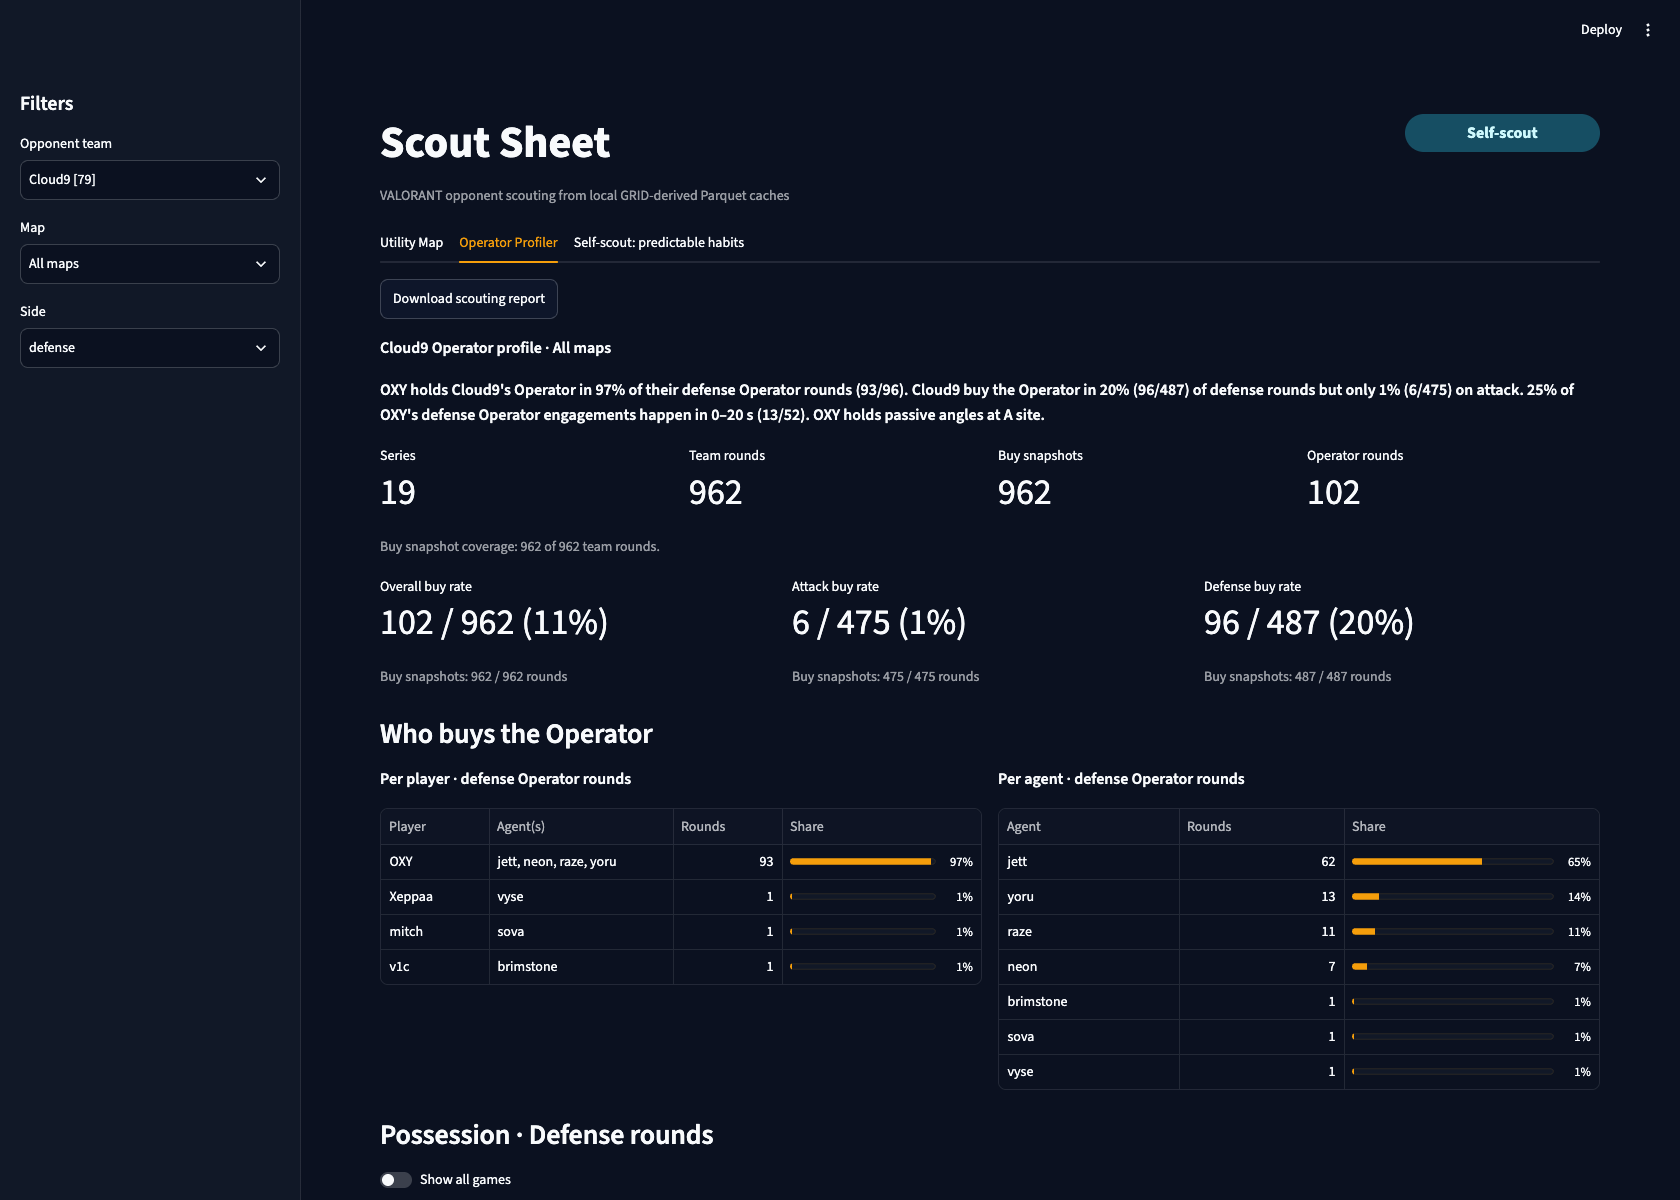 Deploy
Filters
Opponent team
Cloud9 [79]
Map
All maps
Side
defense
Scout Sheet
Self-scout
VALORANT opponent scouting from local GRID-derived Parquet caches
Utility Map Operator Profiler Self-scout: predictable habits
Download scouting report
Cloud9 Operator profile · All maps
OXY holds Cloud9's Operator in 97% of their defense Operator rounds (93/96). Cloud9 buy the Operator in 20% (96/487) of defense rounds but only 1% (6/475) on attack. 25% of
OXY's defense Operator engagements happen in 0–20 s (13/52). OXY holds passive angles at A site.
Series Team rounds Buy snapshots Operator rounds
19 962 962 102
Buy snapshot coverage: 962 of 962 team rounds.
Overall buy rate Attack buy rate Defense buy rate
102 / 962 (11%) 6 / 475 (1%) 96 / 487 (20%)
Buy snapshots: 962 / 962 rounds Buy snapshots: 475 / 475 rounds Buy snapshots: 487 / 487 rounds
Who buys the Operator
Per player · defense Operator rounds
Player Agent(s) Rounds Share
OXY jett, neon, raze, yoru 93 97%
Xeppaa vyse 1 1%
mitch sova 1 1%
v1c brimstone 1 1%
Per agent · defense Operator rounds
Agent Rounds Share
jett 62 65%
yoru 13 14%
raze 11 11%
neon 7 7%
brimstone 1 1%
sova 1 1%
vyse 1 1%
Possession · Defense rounds
Show all games